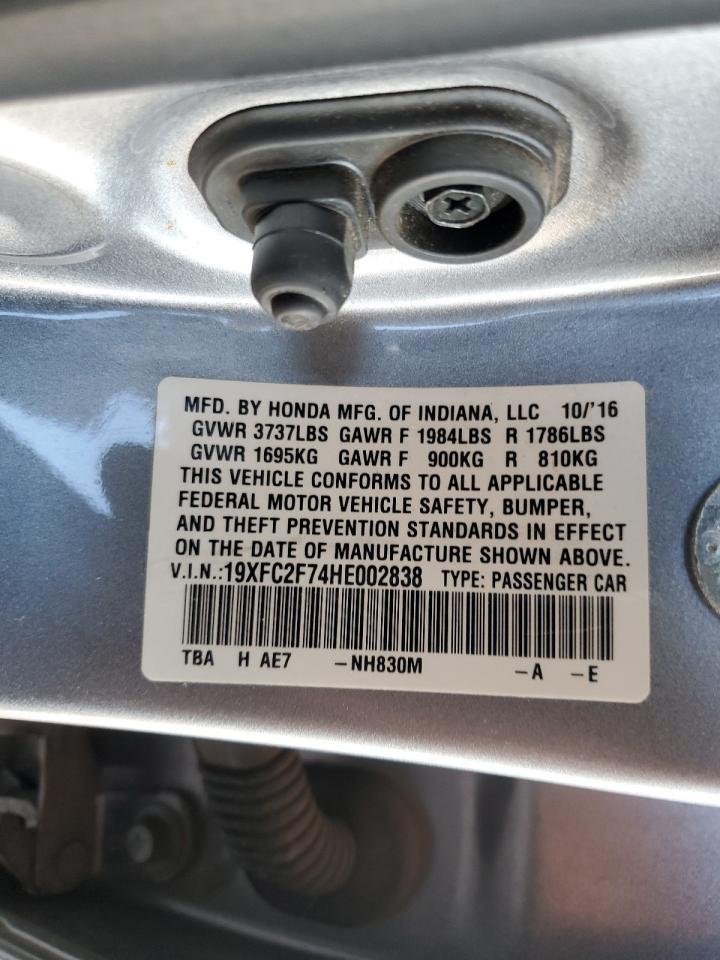 MFD. BY HONDA MFG. OF INDIANA, LLC 10/'16
GVWR 3737LBS GAWR F 1984LBS R 1786LBS
GVWR 1695KG GAWR F 900KG R 810KG
THIS VEHICLE CONFORMS TO ALL APPLICABLE
FEDERAL MOTOR VEHICLE SAFETY, BUMPER,
AND THEFT PREVENTION STANDARDS IN EFFECT
ON THE DATE OF MANUFACTURE SHOWN ABOVE.
V.I.N.:19XFC2F74HE002838 TYPE: PASSENGER CAR
TBA H AE7 -NH830M -A -E